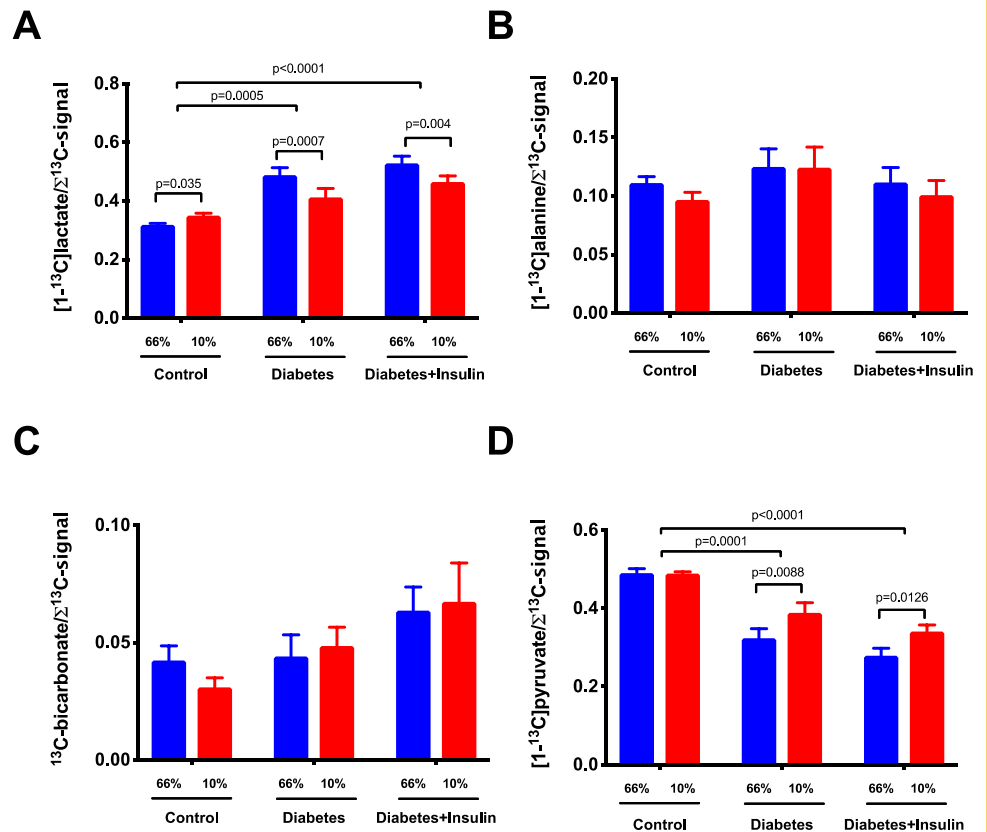 A
[1-¹³C]lactate/Σ¹³C-signal
0.8
0.6
0.4
0.2
0.0
p<0.0001
p=0.0005
p=0.0007
p=0.004
p=0.035
66% 10% 66% 10% 66% 10%
Control Diabetes Diabetes+Insulin
B
[1-¹³C]alanine/Σ¹³C-signal
0.20
0.15
0.10
0.05
0.00
66% 10% 66% 10% 66% 10%
Control Diabetes Diabetes+Insulin
C
¹³C-bicarbonate/Σ¹³C-signal
0.10
0.05
0.00
66% 10% 66% 10% 66% 10%
Control Diabetes Diabetes+Insulin
D
[1-¹³C]pyruvate/Σ¹³C-signal
0.6
0.4
0.2
0.0
p<0.0001
p=0.0001
p=0.0088
p=0.0126
66% 10% 66% 10% 66% 10%
Control Diabetes Diabetes+Insulin